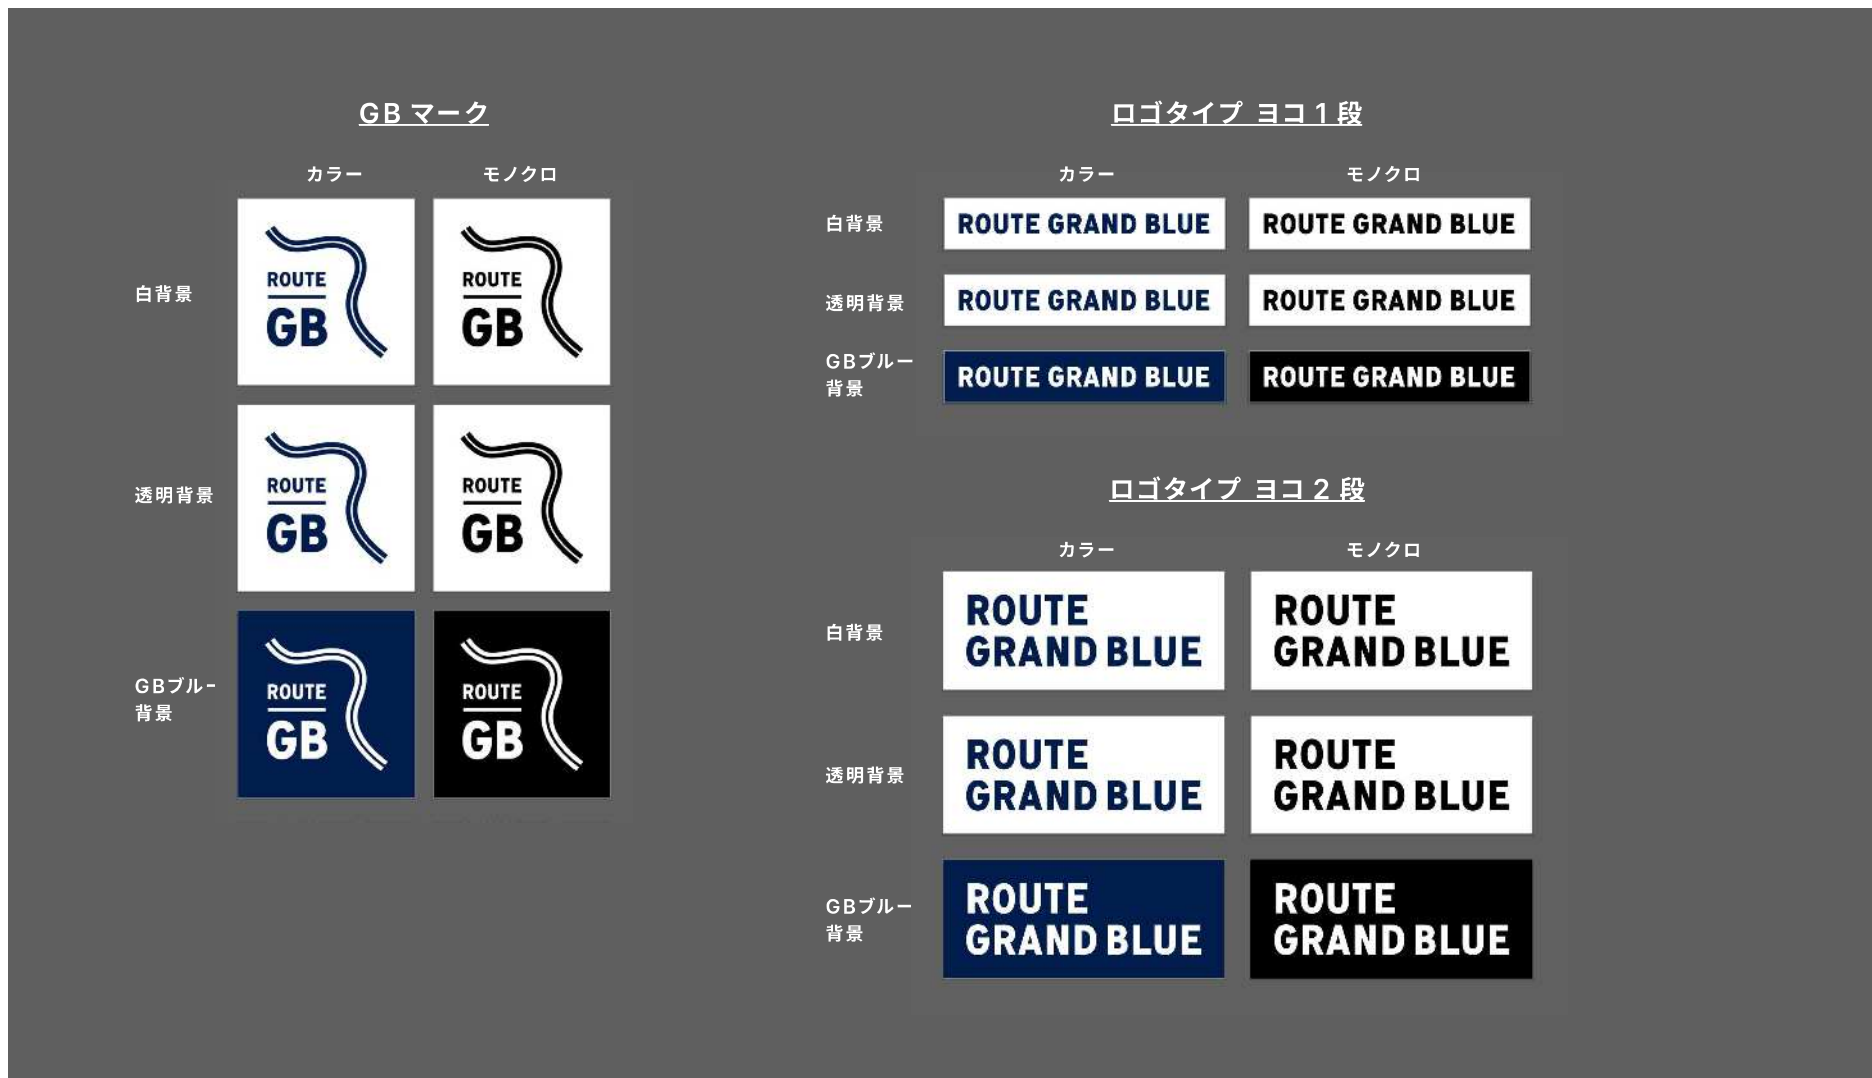 GB マーク
カラー
モノクロ
白背景
ROUTE
GB
ROUTE
GB
透明背景
ROUTE
GB
ROUTE
GB
GBブルー
背景
ROUTE
GB
ROUTE
GB
ロゴタイプ ヨコ 1 段
カラー
モノクロ
白背景
ROUTE GRAND BLUE
ROUTE GRAND BLUE
透明背景
ROUTE GRAND BLUE
ROUTE GRAND BLUE
GBブルー
背景
ROUTE GRAND BLUE
ROUTE GRAND BLUE
ロゴタイプ ヨコ 2 段
カラー
モノクロ
白背景
ROUTE
GRAND BLUE
ROUTE
GRAND BLUE
透明背景
ROUTE
GRAND BLUE
ROUTE
GRAND BLUE
GBブルー
背景
ROUTE
GRAND BLUE
ROUTE
GRAND BLUE